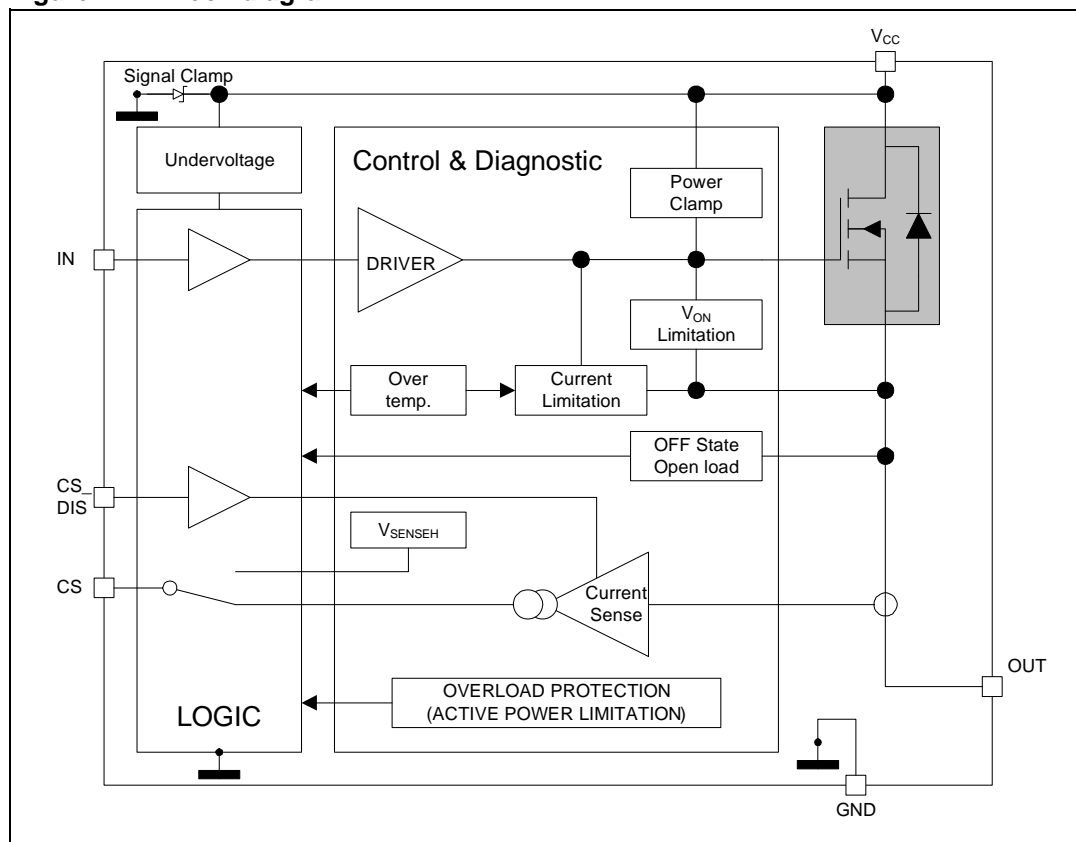 V_CC
Signal Clamp
Undervoltage
Control & Diagnostic
Power
Clamp
IN
DRIVER
V_ON
Limitation
Over
temp.
Current
Limitation
OFF State
Open load
CS_
DIS
V_SENSEH
CS
Current
Sense
OUT
OVERLOAD PROTECTION
(ACTIVE POWER LIMITATION)
LOGIC
GND